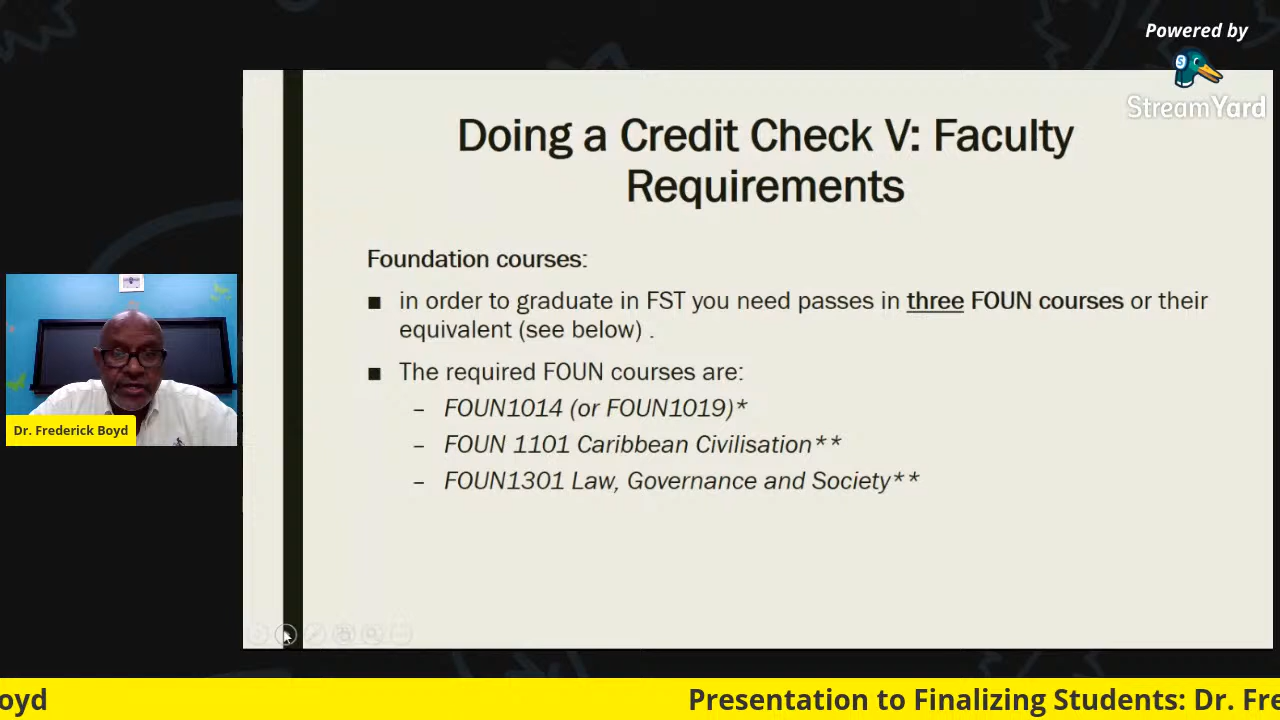 Powered by
StreamYard
Doing a Credit Check V: Faculty
Requirements
Foundation courses:
■ in order to graduate in FST you need passes in three FOUN courses or their
equivalent (see below) .
■ The required FOUN courses are:
– FOUN1014 (or FOUN1019)*
– FOUN 1101 Caribbean Civilisation**
– FOUN1301 Law, Governance and Society**
Dr. Frederick Boyd
oyd
Presentation to Finalizing Students: Dr. Fre